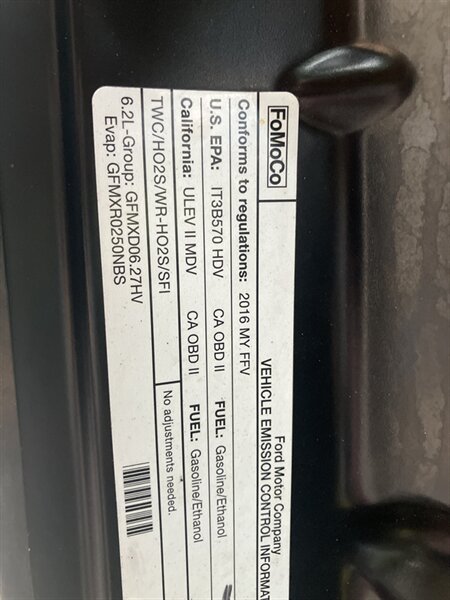 FoMoCo
Ford Motor Company
VEHICLE EMISSION CONTROL
Conforms to regulations: 2016 MY FFV
U.S. EPA: IT3B570 HDV CA OBD II FUEL: Gasoline/Ethanol
California: ULEV II MDV CA OBD II FUEL: Gasoline/Ethanol
TWC/HO2S/WR-HO2S/SFI No adjustments needed.
6.2L-Group: GFMXD06.27HV
Evap: GFMXR0250NBS